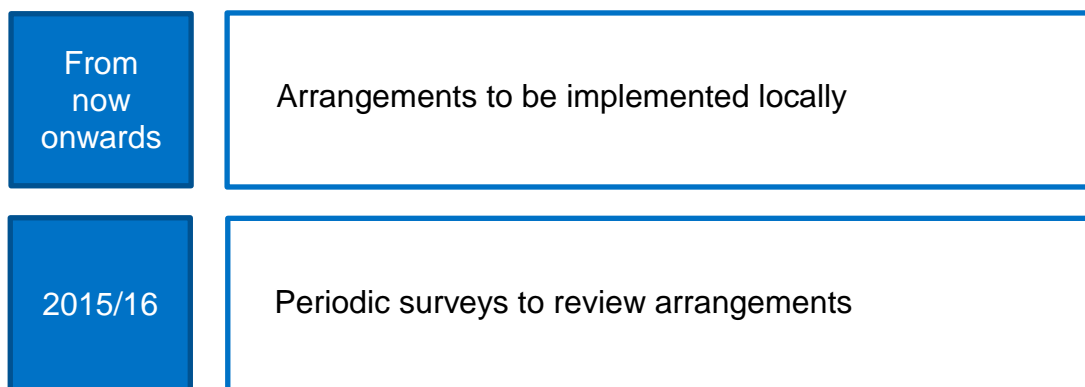 From
now
onwards
Arrangements to be implemented locally
2015/16
Periodic surveys to review arrangements